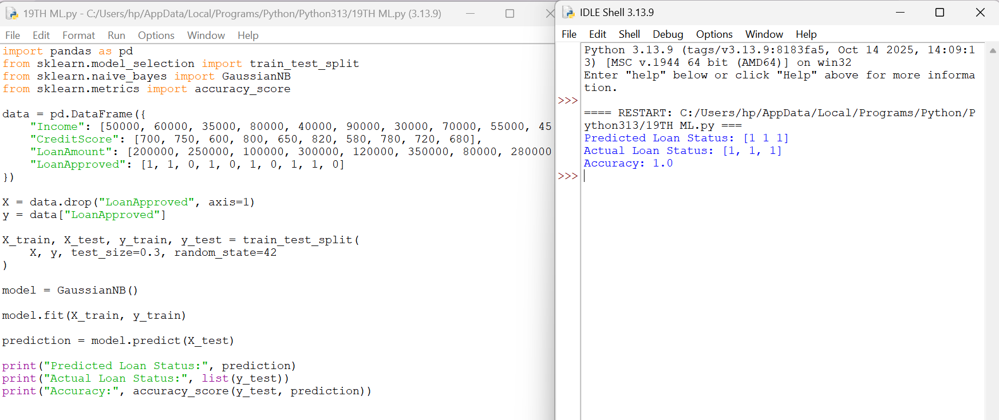 19TH ML.py - C:/Users/hp/AppData/Local/Programs/Python/Python313/19TH ML.py (3.13.9)
File Edit Format Run Options Window Help
import pandas as pd
from sklearn.model_selection import train_test_split
from sklearn.naive_bayes import GaussianNB
from sklearn.metrics import accuracy_score
data = pd.DataFrame({
    "Income": [50000, 60000, 35000, 80000, 40000, 90000, 30000, 70000, 55000, 45
    "CreditScore": [700, 750, 600, 800, 650, 820, 580, 780, 720, 680],
    "LoanAmount": [200000, 250000, 100000, 300000, 120000, 350000, 80000, 280000
    "LoanApproved": [1, 1, 0, 1, 0, 1, 0, 1, 1, 0]
})
X = data.drop("LoanApproved", axis=1)
y = data["LoanApproved"]
X_train, X_test, y_train, y_test = train_test_split(
    X, y, test_size=0.3, random_state=42
)
model = GaussianNB()
model.fit(X_train, y_train)
prediction = model.predict(X_test)
print("Predicted Loan Status:", prediction)
print("Actual Loan Status:", list(y_test))
print("Accuracy:", accuracy_score(y_test, prediction))
IDLE Shell 3.13.9
File Edit Shell Debug Options Window Help
Python 3.13.9 (tags/v3.13.9:8183fa5, Oct 14 2025, 14:09:1
3) [MSC v.1944 64 bit (AMD64)] on win32
Enter "help" below or click "Help" above for more informa
tion.
>>>
==== RESTART: C:/Users/hp/AppData/Local/Programs/Python/P
ython313/19TH ML.py ===
Predicted Loan Status: [1 1 1]
Actual Loan Status: [1, 1, 1]
Accuracy: 1.0
>>>